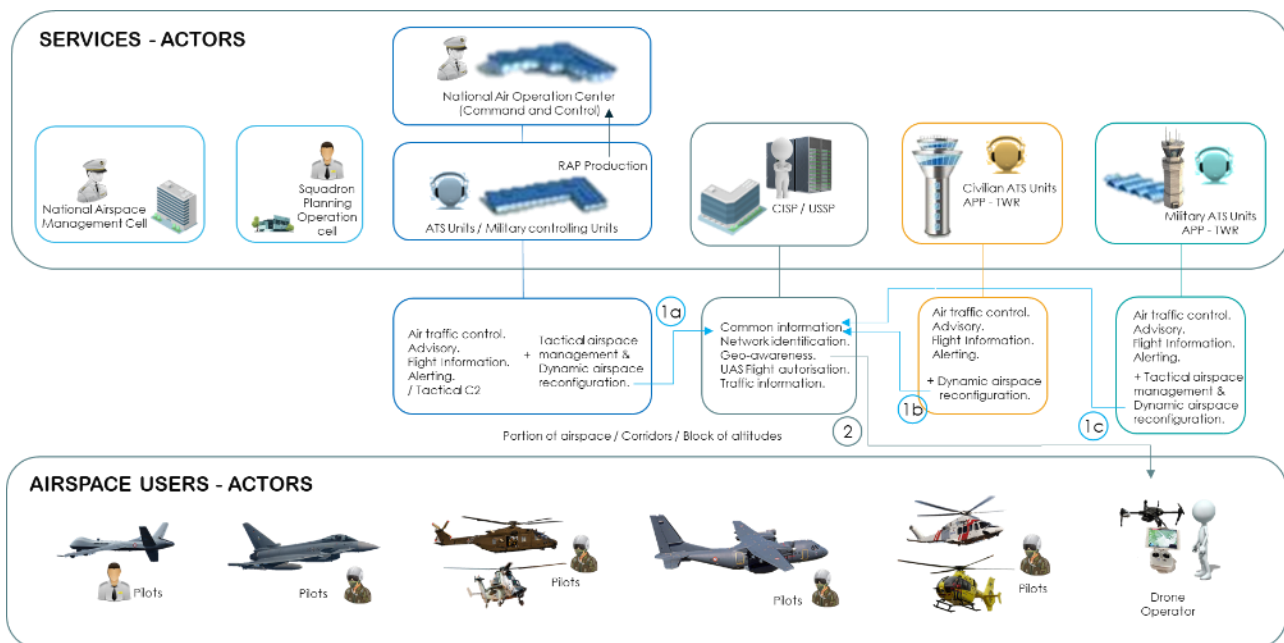 SERVICES - ACTORS
National Air Operation Center
(Command and Control)
RAP Production
National Airspace
Management Cell
Squadron
Planning Operation
cell
ATS Units / Military controlling Units
CISP / USSP
Civilian ATS Units
APP - TWR
Military ATS Units
APP - TWR
Air traffic control.
Advisory.
Flight Information.
Alerting.
/ Tactical C2
+ Tactical airspace
management &
Dynamic airspace
reconfiguration.
1a
Common information.
Network identification.
Geo-awareness.
UAS Flight autorisation.
Traffic information.
1b
Air traffic control.
Advisory.
Flight Information.
Alerting.
+ Dynamic airspace
reconfiguration.
1c
Air traffic control.
Advisory.
Flight Information.
Alerting.
+ Tactical airspace
management &
Dynamic airspace
reconfiguration.
Portion of airspace / Corridors / Block of altitudes
2
AIRSPACE USERS - ACTORS
Pilots
Pilots
Pilots
Pilots
Pilots
Drone
Operator